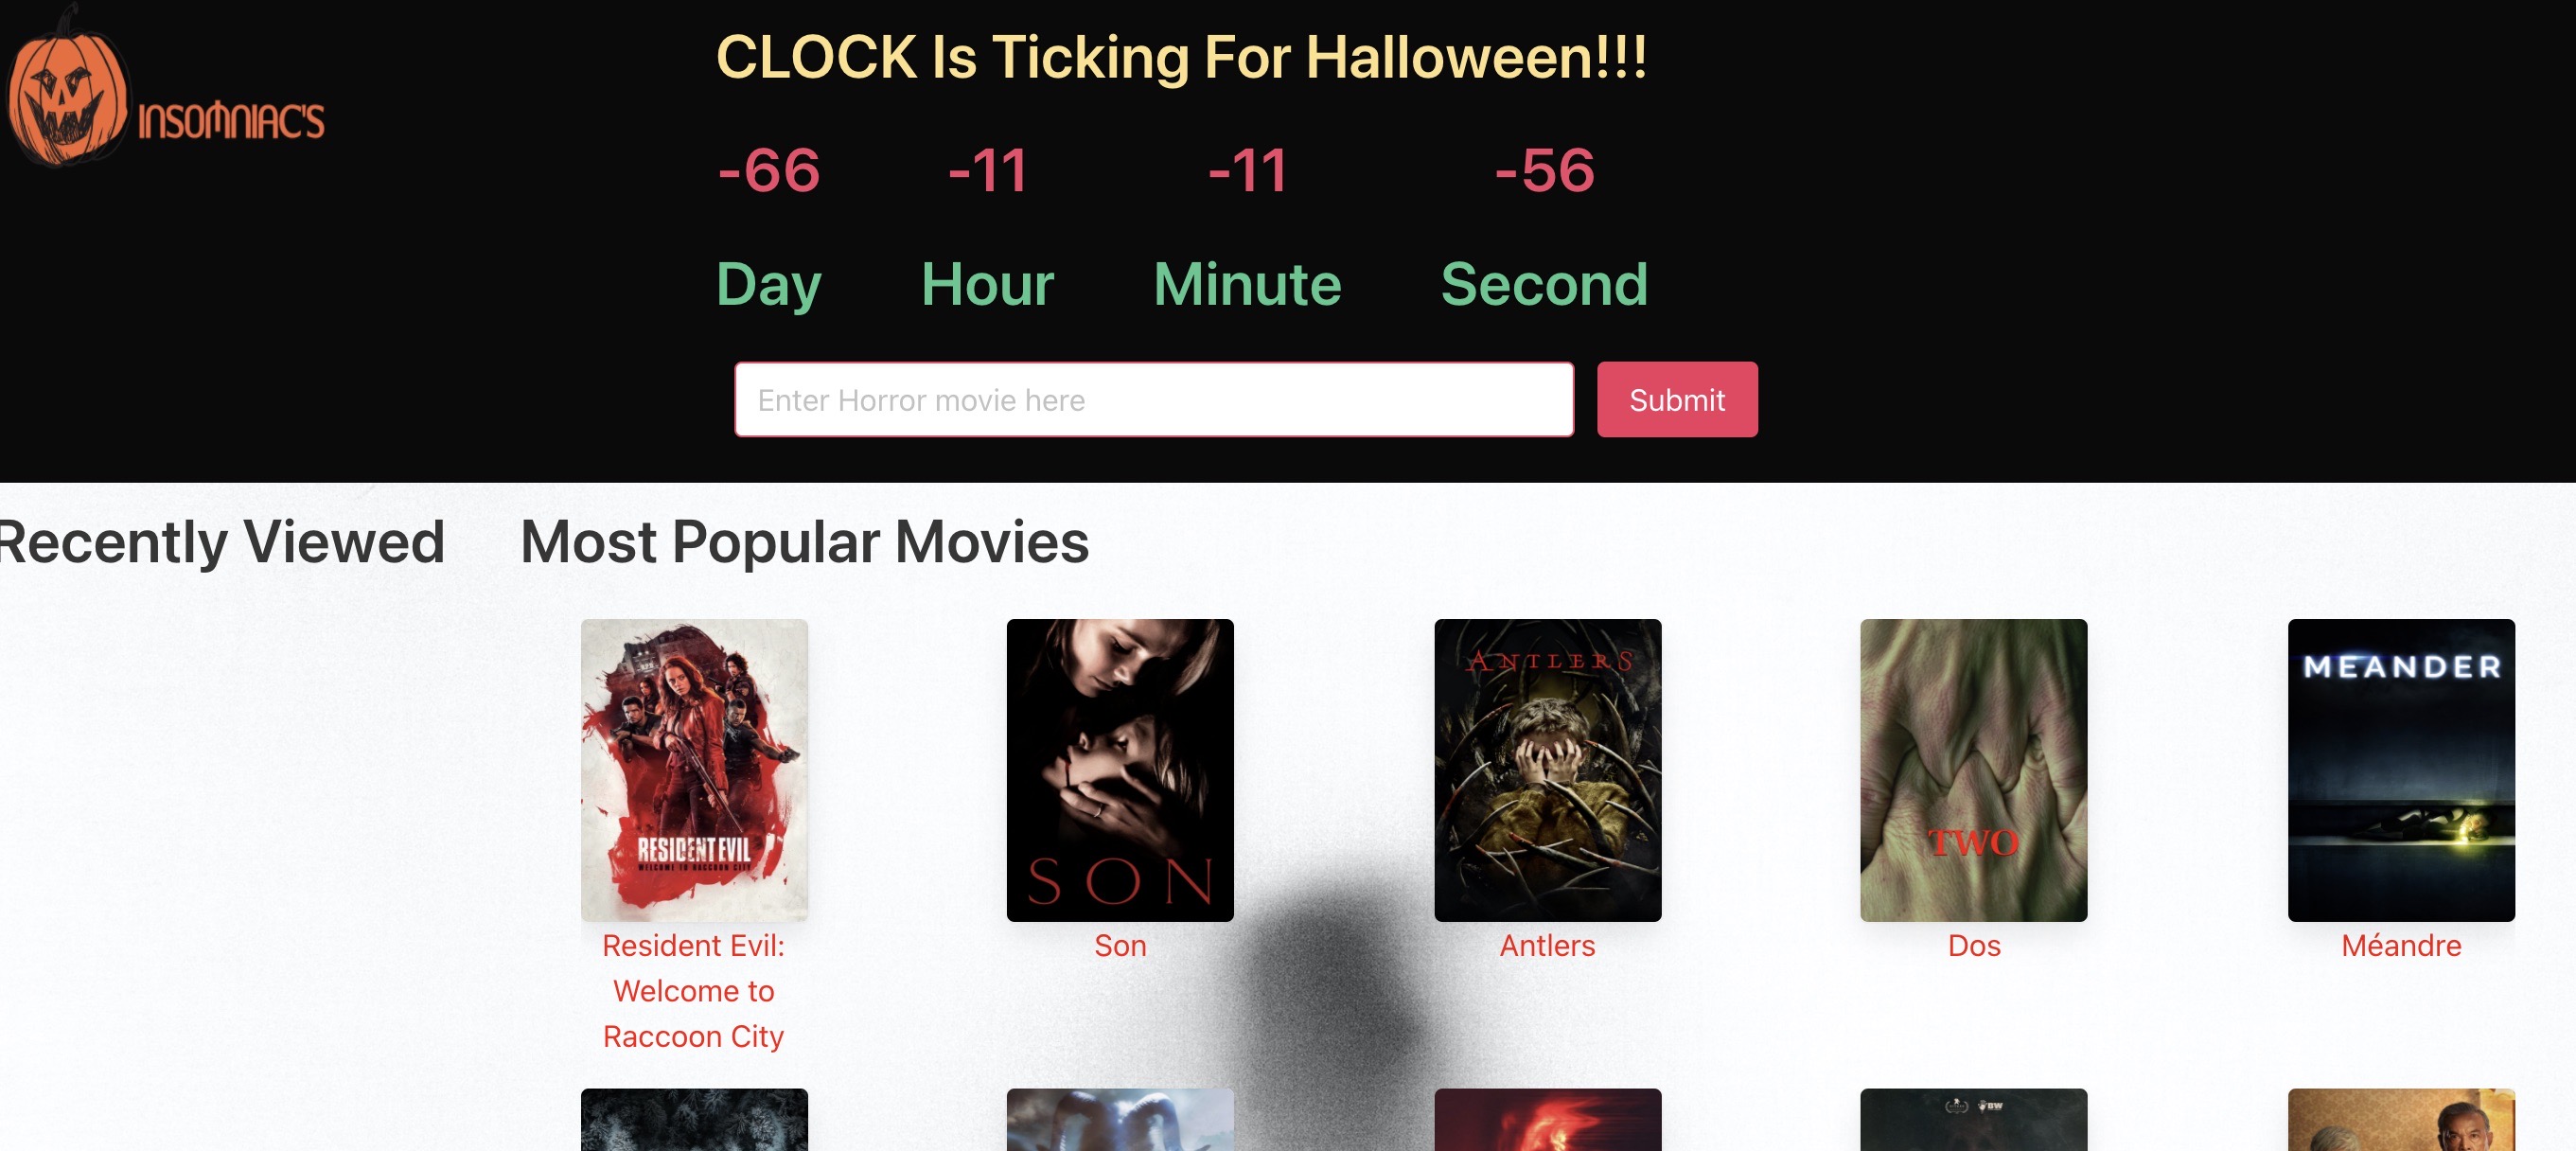 INSOMNIAC'S
CLOCK Is Ticking For Halloween!!!
-66 -11 -11 -56
Day Hour Minute Second
Enter Horror movie here
Submit
Recently Viewed
Most Popular Movies
RESIDENT EVIL
WELCOME TO RACCOON CITY
SON
ANTLERS
TWO
MEANDER
Resident Evil:
Welcome to
Raccoon City
Son
Antlers
Dos
Méandre
BW